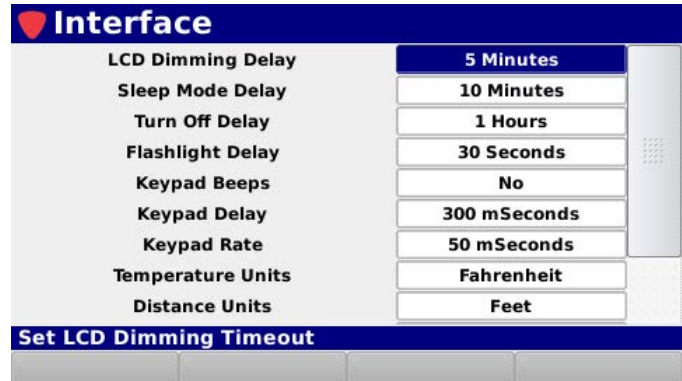 Interface
LCD Dimming Delay 5 Minutes
Sleep Mode Delay 10 Minutes
Turn Off Delay 1 Hours
Flashlight Delay 30 Seconds
Keypad Beeps No
Keypad Delay 300 mSeconds
Keypad Rate 50 mSeconds
Temperature Units Fahrenheit
Distance Units Feet
Set LCD Dimming Timeout